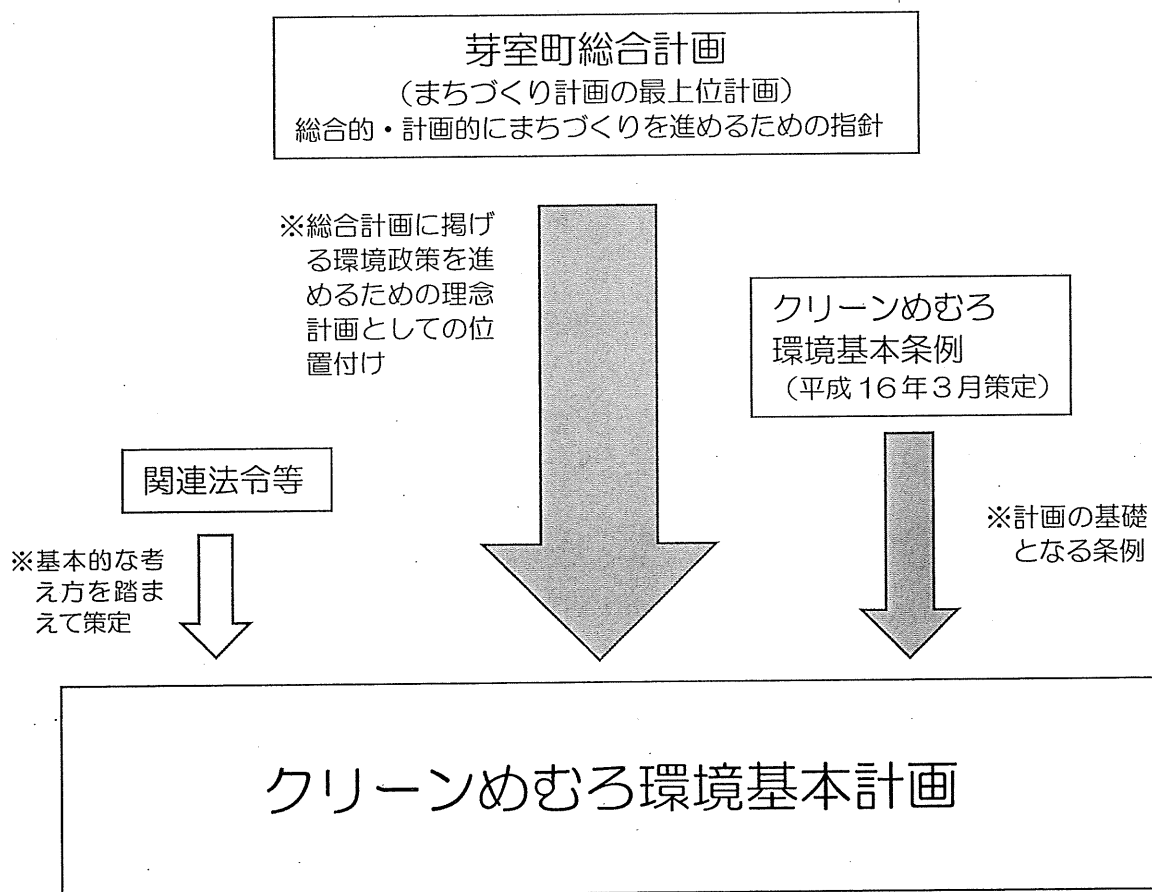 芽室町総合計画
（まちづくり計画の最上位計画）
総合的・計画的にまちづくりを進めるための指針
※総合計画に掲げ
る環境政策を進
めるための理念
計画としての位
置付け
クリーンめむろ
環境基本条例
（平成16年3月策定）
関連法令等
※基本的な考
え方を踏ま
えて策定
※計画の基礎
となる条例
クリーンめむろ環境基本計画